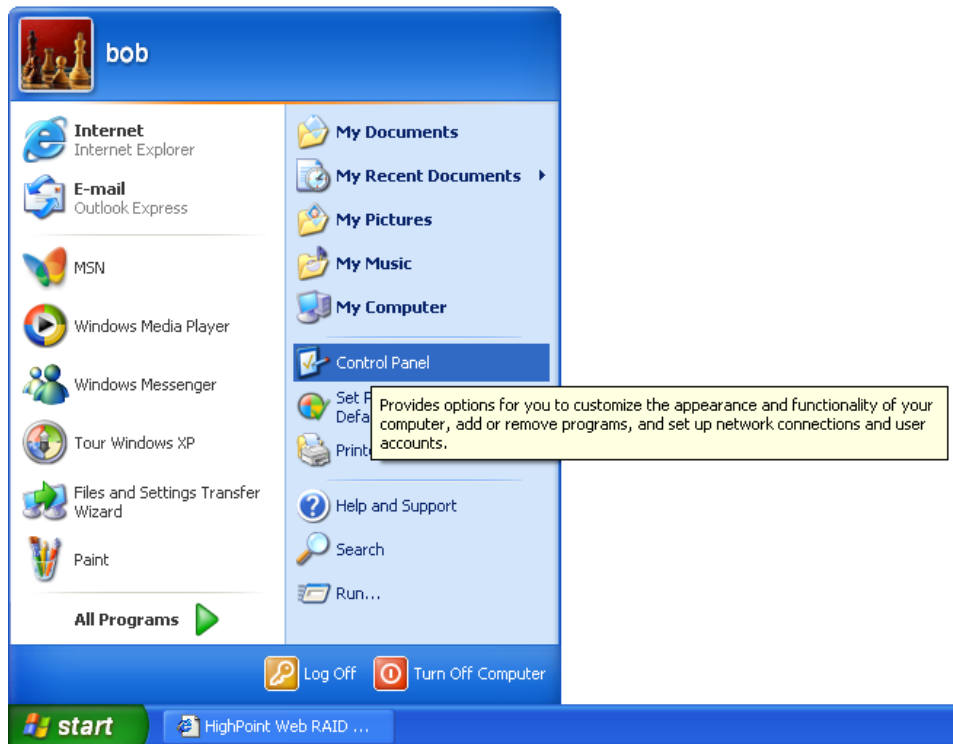 bob
Internet
Internet Explorer
E-mail
Outlook Express
MSN
Windows Media Player
Windows Messenger
Tour Windows XP
Files and Settings Transfer
Wizard
Paint
All Programs
My Documents
My Recent Documents
My Pictures
My Music
My Computer
Control Panel
Set P
Defa
Print
Provides options for you to customize the appearance and functionality of your
computer, add or remove programs, and set up network connections and user
accounts.
Help and Support
Search
Run...
Log Off
Turn Off Computer
start
HighPoint Web RAID ...